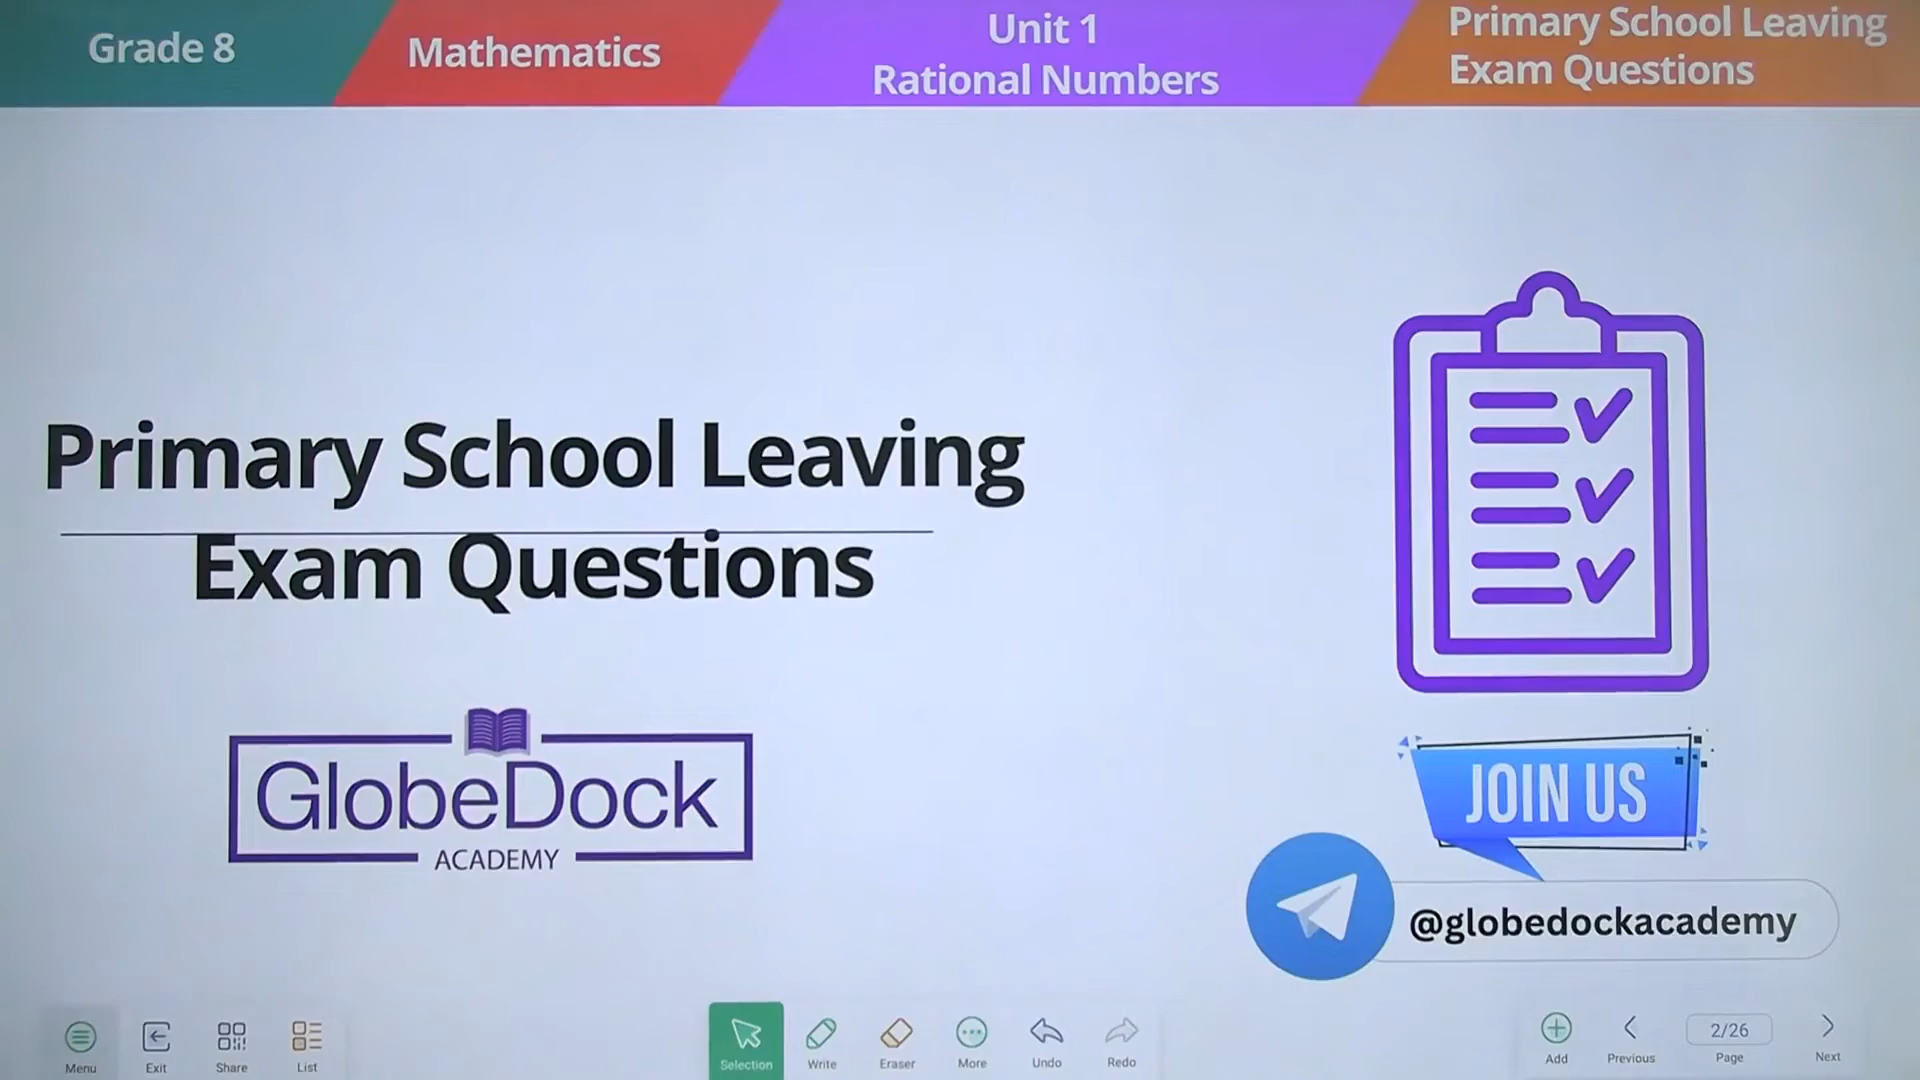 Grade 8
Mathematics
Unit 1
Rational Numbers
Primary School Leaving
Exam Questions
Primary School Leaving
Exam Questions
GlobeDock
ACADEMY
JOIN US
@globedockacademy
Menu
Exit
Share
List
Selection
Write
Eraser
More
Undo
Redo
Add
Previous
2/26
Page
Next